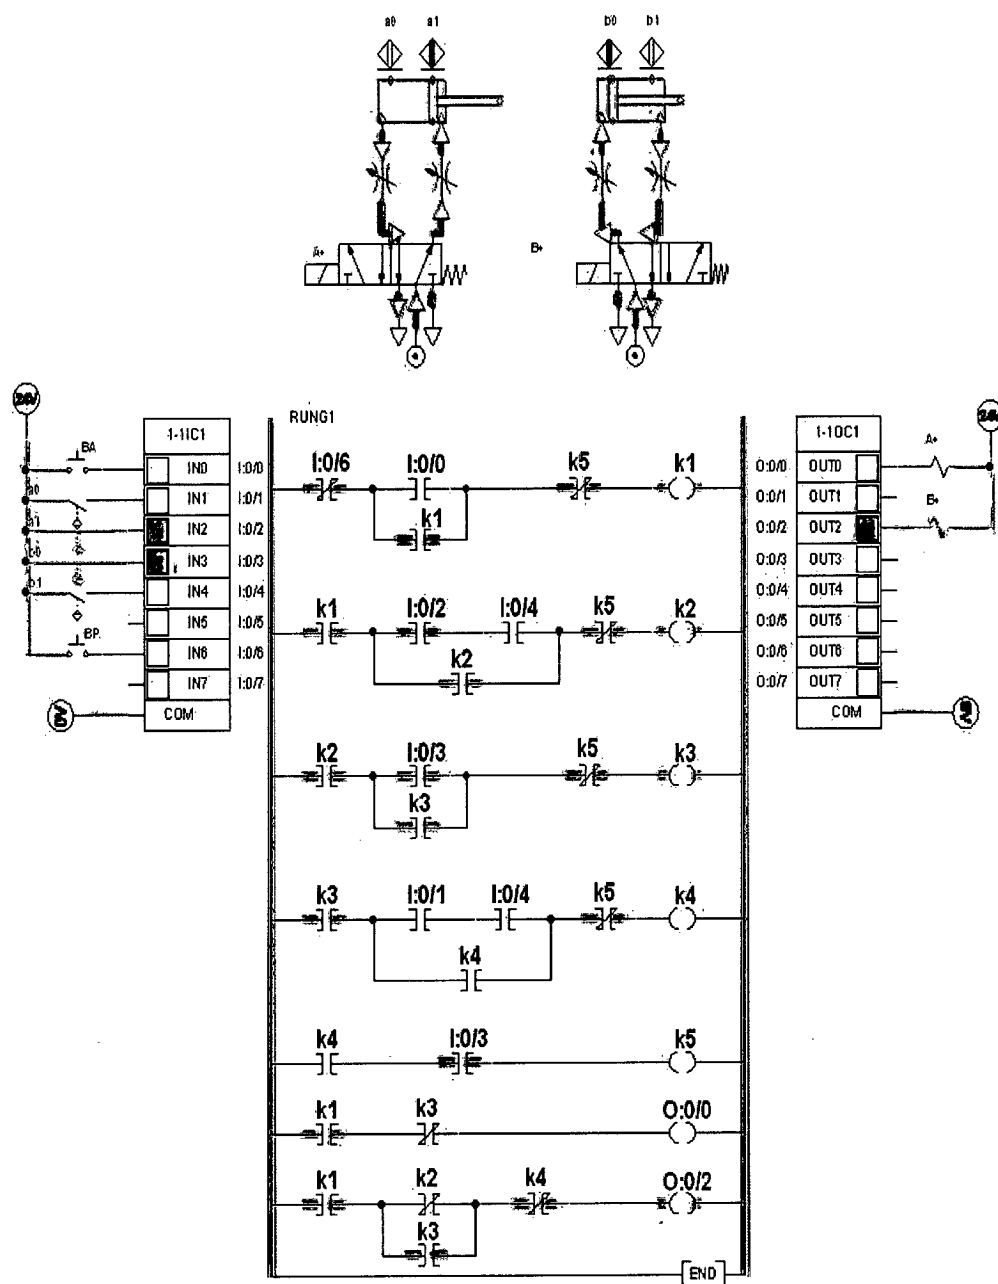 a0 a1 b0 b1
A+ B+
RUNG1
1-1IC1
BA
IN0 I:0/0
a0
IN1 I:0/1
a1
IN2 I:0/2
b0
IN3 I:0/3
b1
IN4 I:0/4
IN5 I:0/5
BP.
IN6 I:0/6
IN7 I:0/7
COM
I:0/6 I:0/0 k5 k1
k1
k1 I:0/2 I:0/4 k5 k2
k2
k2 I:0/3 k5 k3
k3
k3 I:0/1 I:0/4 k5 k4
k4
k4 I:0/3 k5
k1 k3 O:0/0
k1 k2 k4 O:0/2
k3
END
1-1OC1
A+
O:0/0 OUT0
O:0/1 OUT1
B+
O:0/2 OUT2
O:0/3 OUT3
O:0/4 OUT4
O:0/5 OUT5
O:0/6 OUT6
O:0/7 OUT7
COM